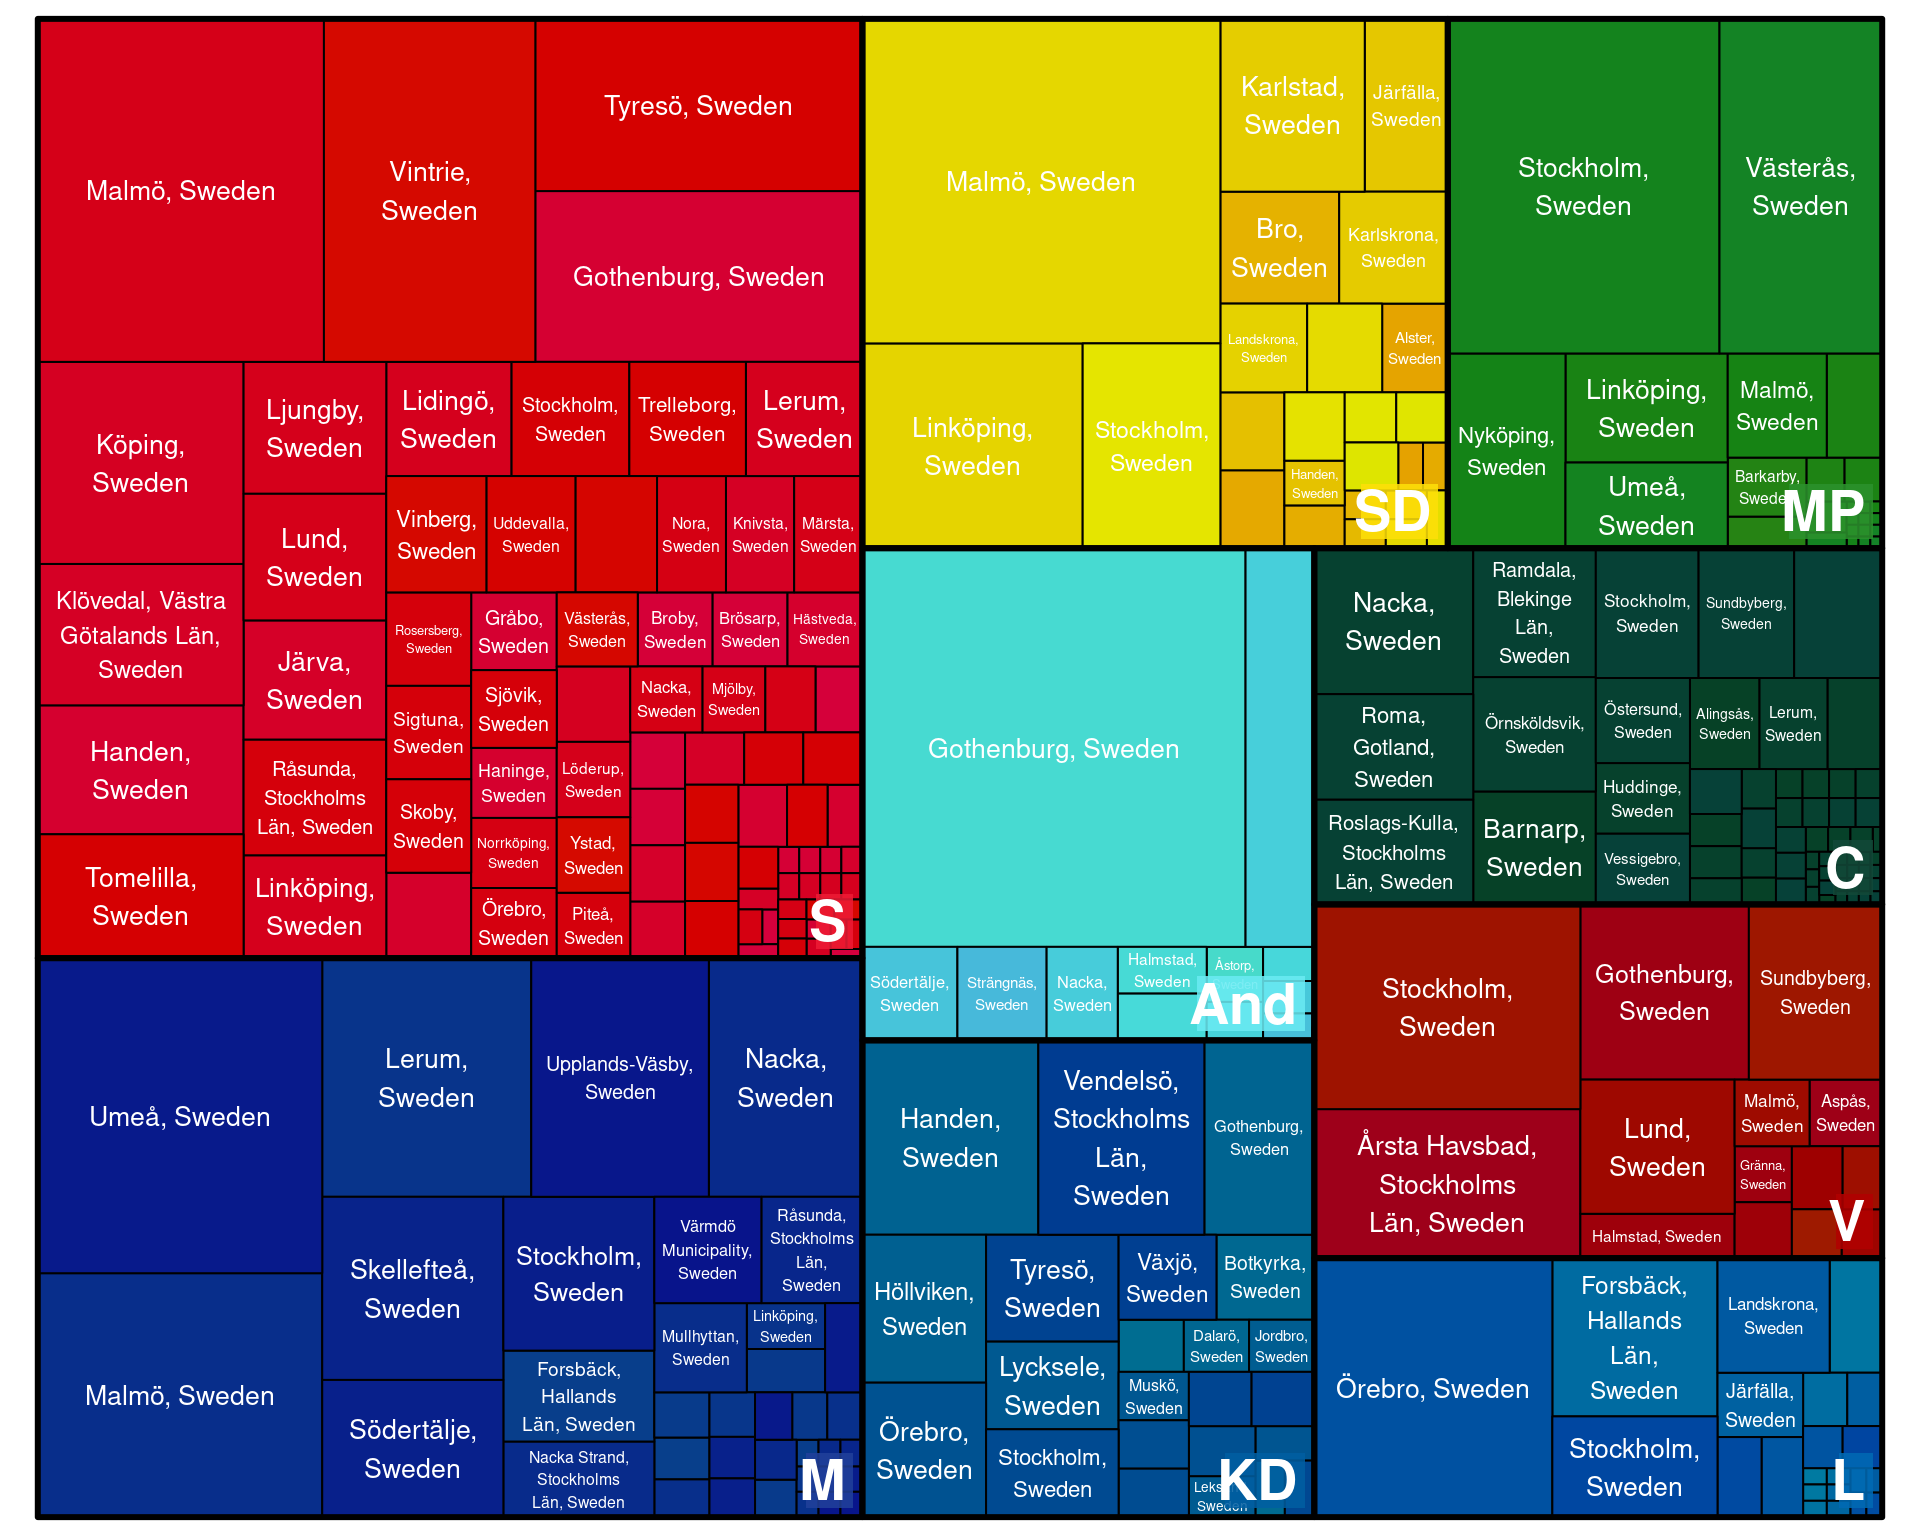 Malmö, Sweden
Vintrie,
Sweden
Tyresö, Sweden
Gothenburg, Sweden
Köping,
Sweden
Klövedal, Västra
Götalands Län,
Sweden
Handen,
Sweden
Tomelilla,
Sweden
Ljungby,
Sweden
Lund,
Sweden
Järva,
Sweden
Råsunda,
Stockholms
Län, Sweden
Linköping,
Sweden
Lidingö,
Sweden
Stockholm,
Sweden
Trelleborg,
Sweden
Lerum,
Sweden
Vinberg,
Sweden
Uddevalla,
Sweden
Nora,
Sweden
Knivsta,
Sweden
Märsta,
Sweden
Rosersberg,
Sweden
Sigtuna,
Sweden
Skoby,
Sweden
Gråbo,
Sweden
Sjövik,
Sweden
Haninge,
Sweden
Norrköping,
Sweden
Örebro,
Sweden
Västerås,
Sweden
Broby,
Sweden
Brösarp,
Sweden
Hästveda,
Sweden
Nacka,
Sweden
Mjölby,
Sweden
Löderup,
Sweden
Ystad,
Sweden
Piteå,
Sweden
S
Malmö, Sweden
Linköping,
Sweden
Stockholm,
Sweden
Karlstad,
Sweden
Järfälla,
Sweden
Bro,
Sweden
Karlskrona,
Sweden
Landskrona,
Sweden
Alster,
Sweden
Handen,
Sweden
SD
Stockholm,
Sweden
Västerås,
Sweden
Nyköping,
Sweden
Linköping,
Sweden
Umeå,
Sweden
Malmö,
Sweden
Barkarby,
Sweden
MP
Gothenburg, Sweden
Södertälje,
Sweden
Strängnäs,
Sweden
Nacka,
Sweden
Halmstad,
Sweden
Åstorp,
And
Nacka,
Sweden
Roma,
Gotland,
Sweden
Roslags-Kulla,
Stockholms
Län, Sweden
Ramdala,
Blekinge
Län,
Sweden
Örnsköldsvik,
Sweden
Barnarp,
Sweden
Stockholm,
Sweden
Sundbyberg,
Sweden
Östersund,
Sweden
Alingsås,
Sweden
Lerum,
Sweden
Huddinge,
Sweden
Vessigebro,
Sweden
C
Umeå, Sweden
Malmö, Sweden
Lerum,
Sweden
Upplands-Väsby,
Sweden
Nacka,
Sweden
Skellefteå,
Sweden
Södertälje,
Sweden
Stockholm,
Sweden
Forsbäck,
Hallands
Län, Sweden
Nacka Strand,
Stockholms
Län, Sweden
Värmdö
Municipality,
Sweden
Råsunda,
Stockholms
Län,
Sweden
Mullhyttan,
Sweden
Linköping,
Sweden
M
Handen,
Sweden
Vendelsö,
Stockholms
Län,
Sweden
Gothenburg,
Sweden
Höllviken,
Sweden
Örebro,
Sweden
Tyresö,
Sweden
Lycksele,
Sweden
Stockholm,
Sweden
Växjö,
Sweden
Botkyrka,
Sweden
Dalarö,
Sweden
Jordbro,
Sweden
Muskö,
Sweden
Sweden
KD
Stockholm,
Sweden
Årsta Havsbad,
Stockholms
Län, Sweden
Gothenburg,
Sweden
Sundbyberg,
Sweden
Lund,
Sweden
Halmstad, Sweden
Malmö,
Sweden
Aspås,
Sweden
Gränna,
Sweden
V
Örebro, Sweden
Forsbäck,
Hallands
Län,
Sweden
Stockholm,
Sweden
Landskrona,
Sweden
Järfälla,
Sweden
L